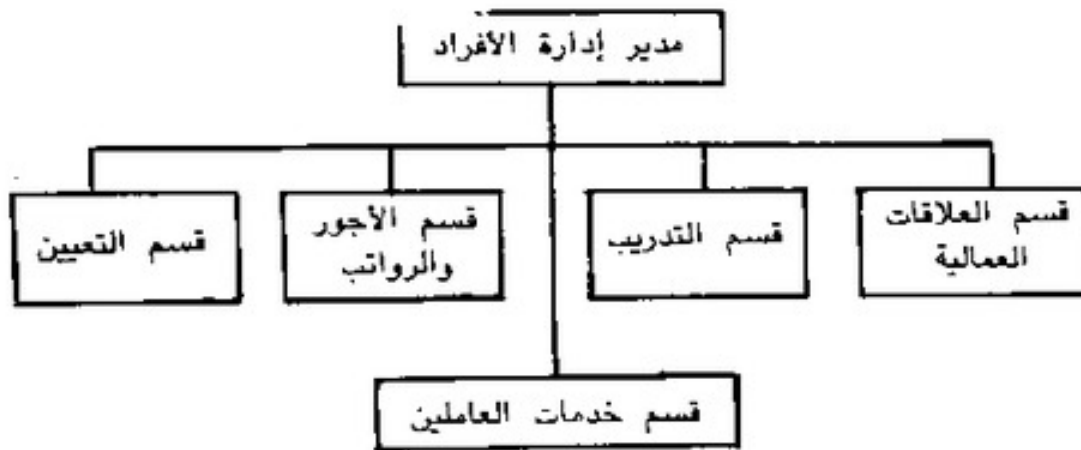 مدير إدارة الأفراد
قسم العلاقات
العمالية
قسم التدريب
قسم الأجور
والرواتب
قسم التعيين
قسم خدمات العاملين